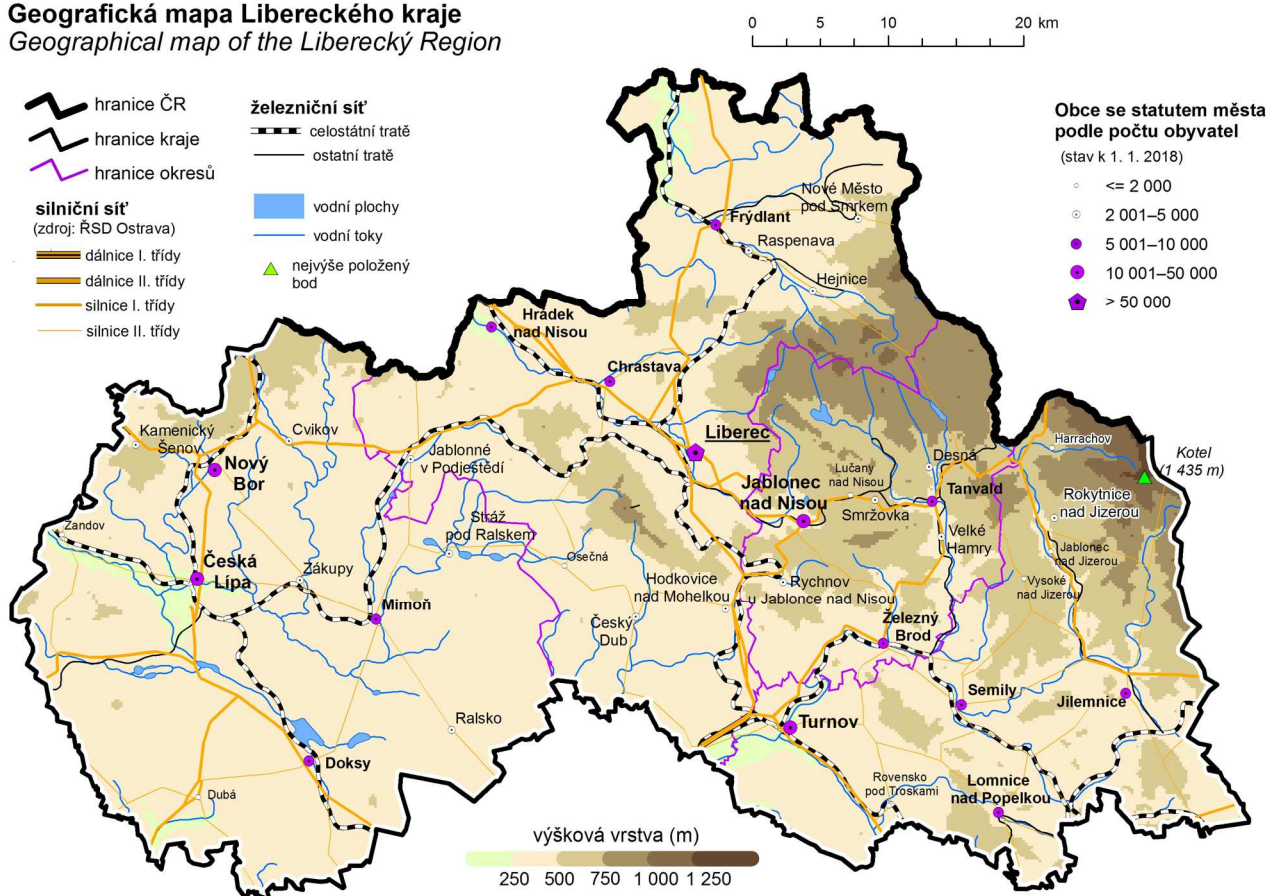 Geografická mapa Libereckého kraje
Geographical map of the Liberecký Region
0 5 10 20 km
hranice ČR
hranice kraje
hranice okresů
silniční síť
(zdroj: ŘSD Ostrava)
dálnice I. třídy
dálnice II. třídy
silnice I. třídy
silnice II. třídy
železniční síť
celostátní tratě
ostatní tratě
vodní plochy
vodní toky
nejvýše položený
bod
Obce se statutem města
podle počtu obyvatel
(stav k 1. 1. 2018)
<= 2 000
2 001–5 000
5 001–10 000
10 001–50 000
> 50 000
Nové Město
pod Smrkem
Frýdlant
Raspenava
Hejnice
Hrádek
nad Nisou
Chrastava
Liberec
Kamenický
Šenov
Cvikov
Nový
Bor
Jablonné
v Podještědí
Jablonec
nad Nisou
Lučany
nad Nisou
Smržovka
Desná
Tanvald
Harrachov
Kotel
(1 435 m)
Rokytnice
nad Jizerou
Velké
Hamry
Jablonec
nad Jizerou
Vysoké
nad Jizerou
Žandov
Česká
Lípa
Zákupy
Stráž
pod Ralskem
Osečná
Mimoň
Hodkovice
nad Mohelkou
Rychnov
u Jablonce nad Nisou
Český
Dub
Železný
Brod
Semily
Jilemnice
Turnov
Ralsko
Doksy
Dubá
Rovensko
pod Troskami
Lomnice
nad Popelkou
výšková vrstva (m)
250 500 750 1 000 1 250